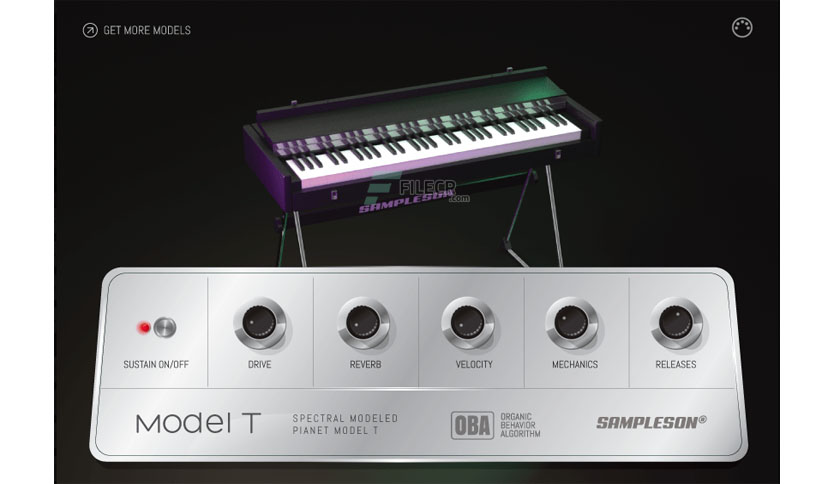 GET MORE MODELS
FILECR
.com
SAMPLESON
SUSTAIN ON/OFF
DRIVE
REVERB
VELOCITY
MECHANICS
RELEASES
Model T
SPECTRAL MODELED
PIANET MODEL T
OBA
ORGANIC
BEHAVIOR
ALGORITHM
SAMPLESON®